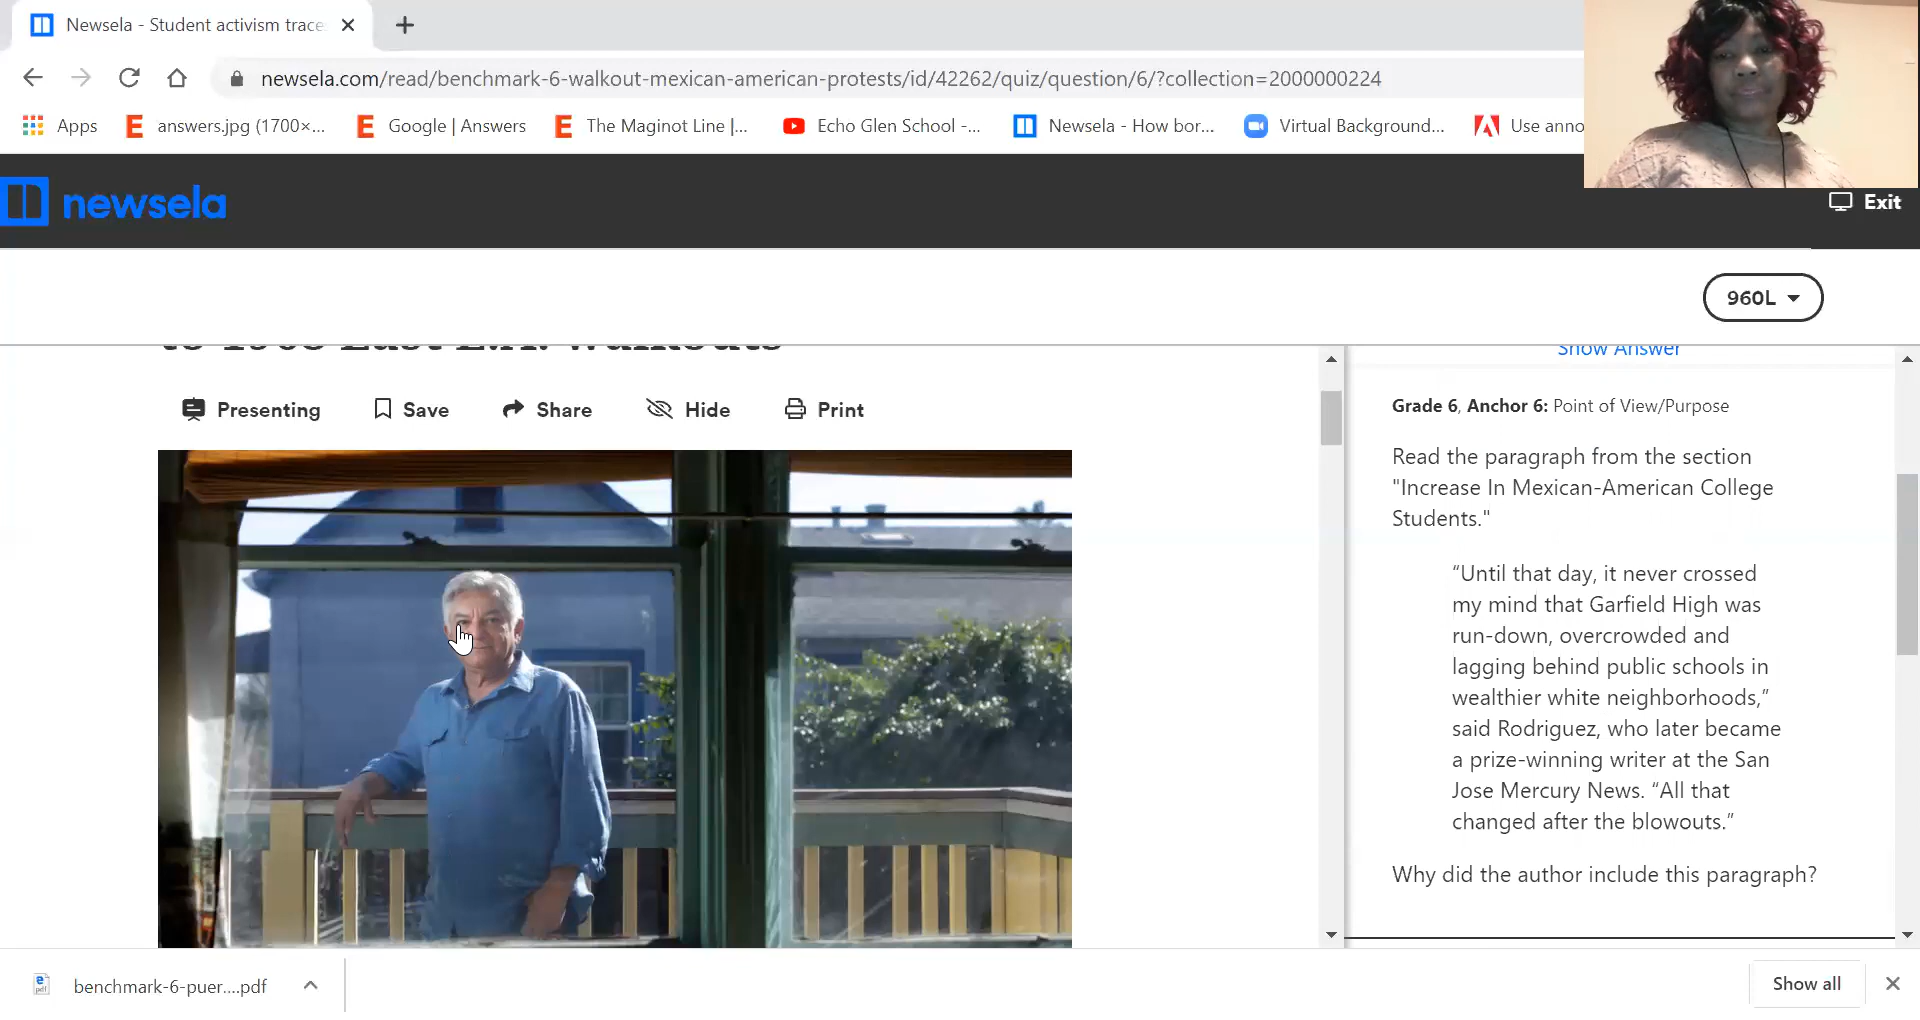 Newsela - Student activism trace
newsela.com/read/benchmark-6-walkout-mexican-american-protests/id/42262/quiz/question/6/?collection=2000000224
Apps
answers.jpg (1700×...
Google | Answers
The Maginot Line |...
Echo Glen School -...
Newsela - How bor...
Virtual Background...
Use anno
newsela
Exit
960L
to 1968 East L.A. Walkouts
Presenting
Save
Share
Hide
Print
Show Answer
Grade 6, Anchor 6: Point of View/Purpose
Read the paragraph from the section
"Increase In Mexican-American College
Students."
“Until that day, it never crossed
my mind that Garfield High was
run-down, overcrowded and
lagging behind public schools in
wealthier white neighborhoods,”
said Rodriguez, who later became
a prize-winning writer at the San
Jose Mercury News. “All that
changed after the blowouts.”
Why did the author include this paragraph?
benchmark-6-puer....pdf
Show all